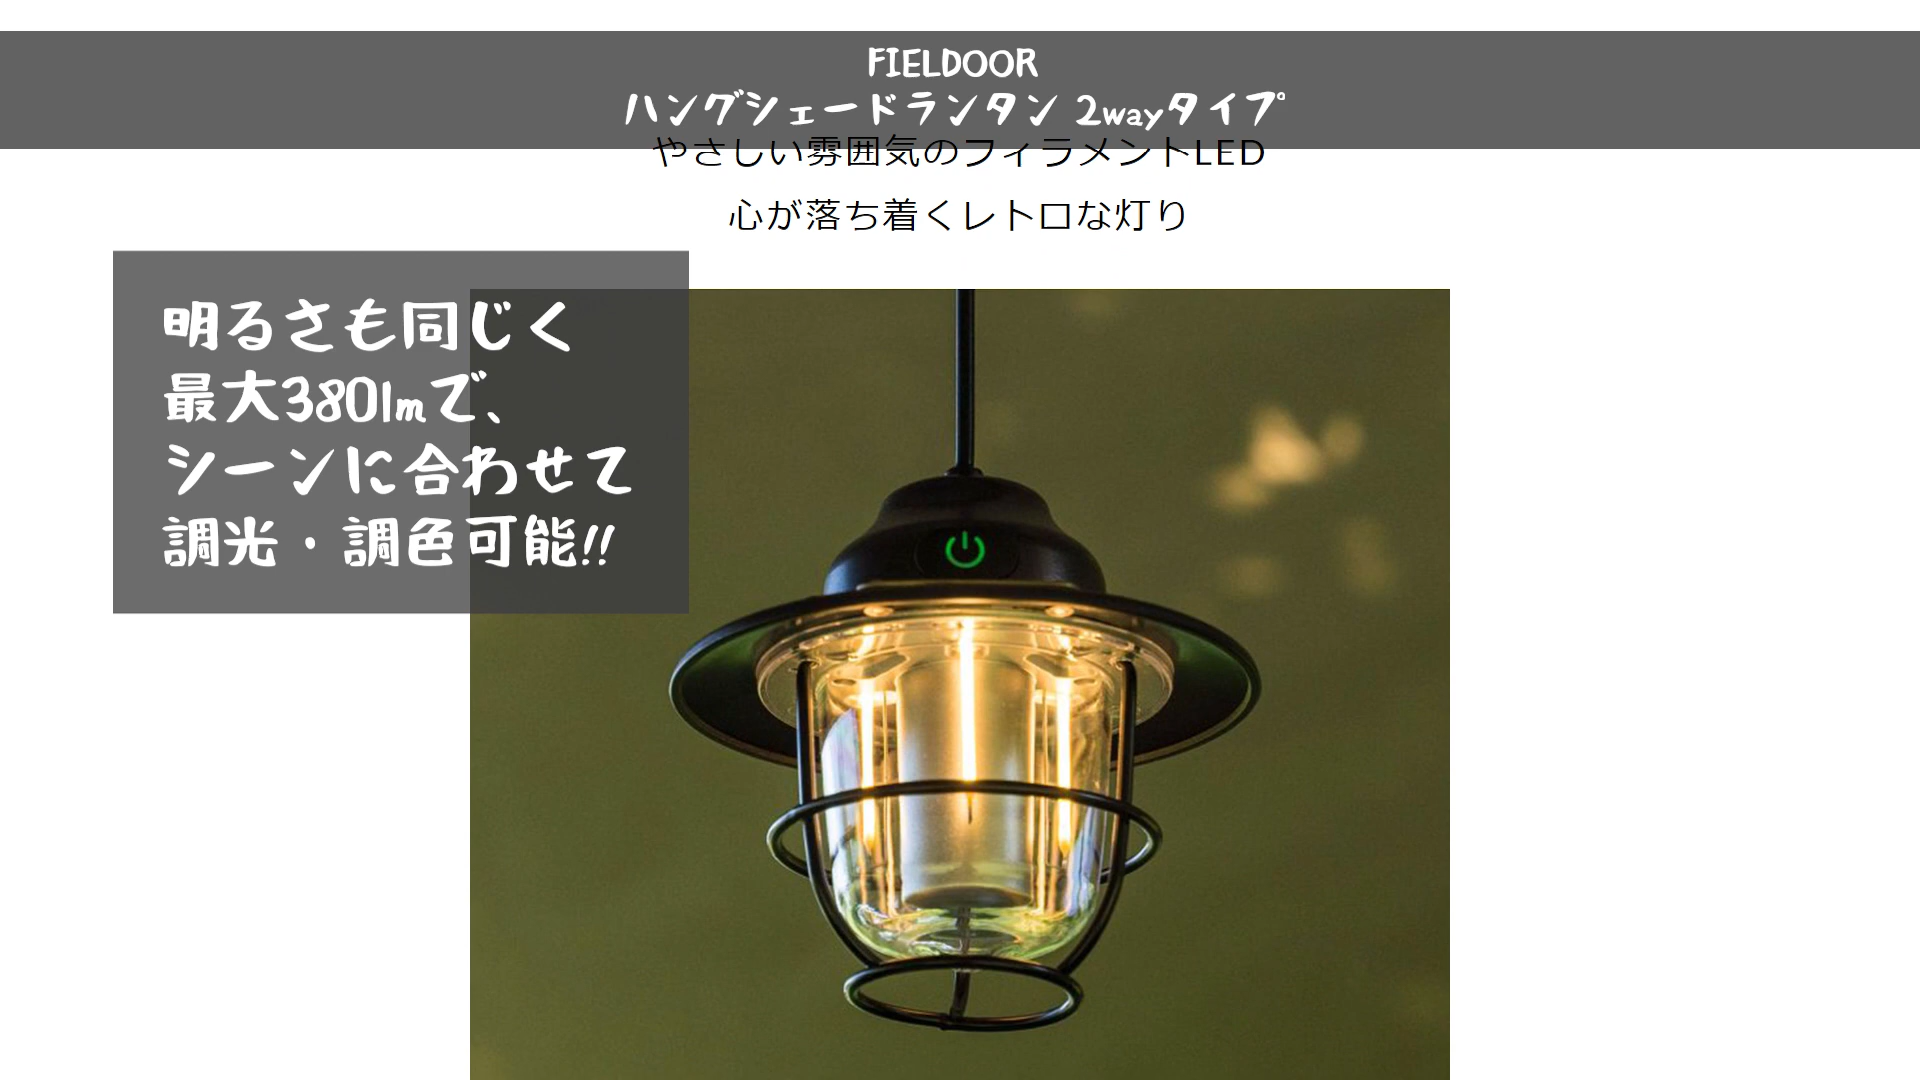 FIELDOOR
ハングシェードランタン 2wayタイプ
やさしい雰囲気のフィラメントLED
心が落ち着くレトロな灯り
明るさも同じく
最大380lmで、
シーンに合わせて
調光・調色可能!!